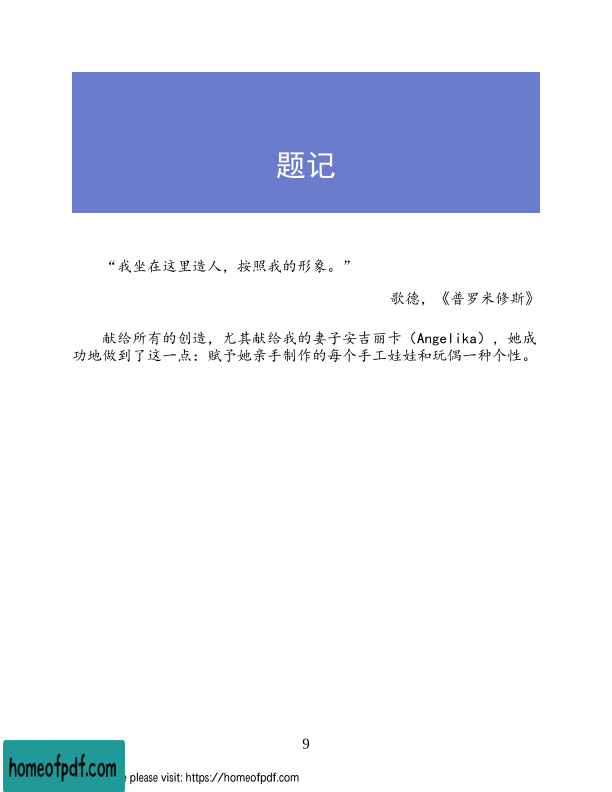 题记
“我坐在这里造人，按照我的形象。”
歌德，《普罗米修斯》
献给所有的创造，尤其献给我的妻子安吉丽卡（Angelika），她成
功地做到了这一点：赋予她亲手制作的每个手工娃娃和玩偶一种个性。
9
homeofpdf.com
please visit: https://homeofpdf.com